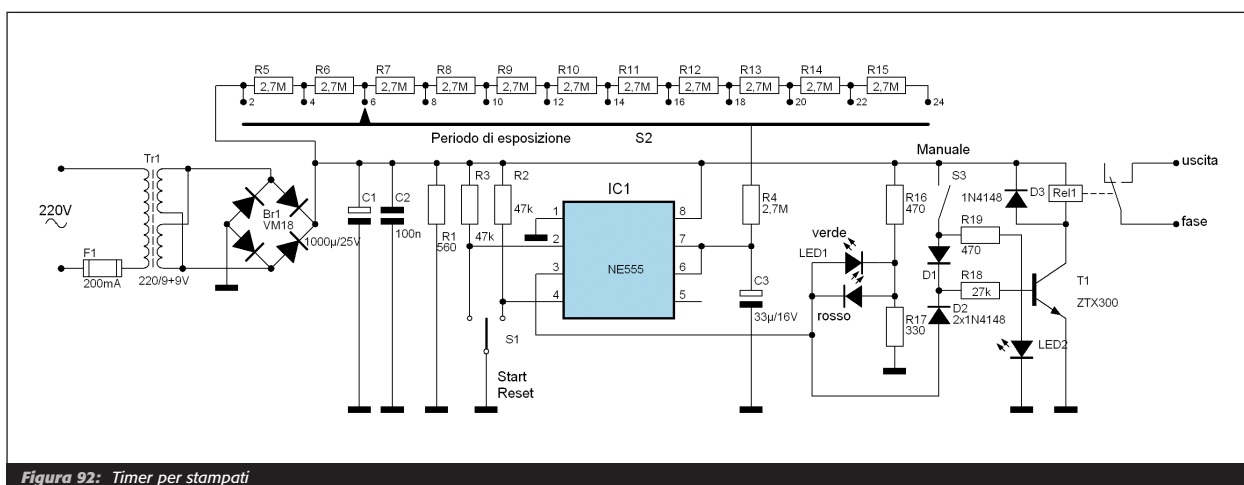 R5 R6 R7 R8 R9 R10 R11 R12 R13 R14 R15
2,7M 2,7M 2,7M 2,7M 2,7M 2,7M 2,7M 2,7M 2,7M 2,7M 2,7M
2 4 6 8 10 12 14 16 18 20 22 24
Periodo di esposizione S2
Manuale
Tr1
220V
F1
200mA
220/9+9V
Br1
VM18
C1
1000µ/25V
C2
100n
R1
560
R3
47k
R2
47k
S1
Start
Reset
IC1
NE555
1
2
3
4
8
7
6
5
R4
2,7M
C3
33µ/16V
verde
LED1
rosso
R16
470
R17
330
S3
1N4148
D3
Rel1
R19
470
D1
R18
27k
D2
2x1N4148
LED2
T1
ZTX300
uscita
fase
Figura 92: Timer per stampati